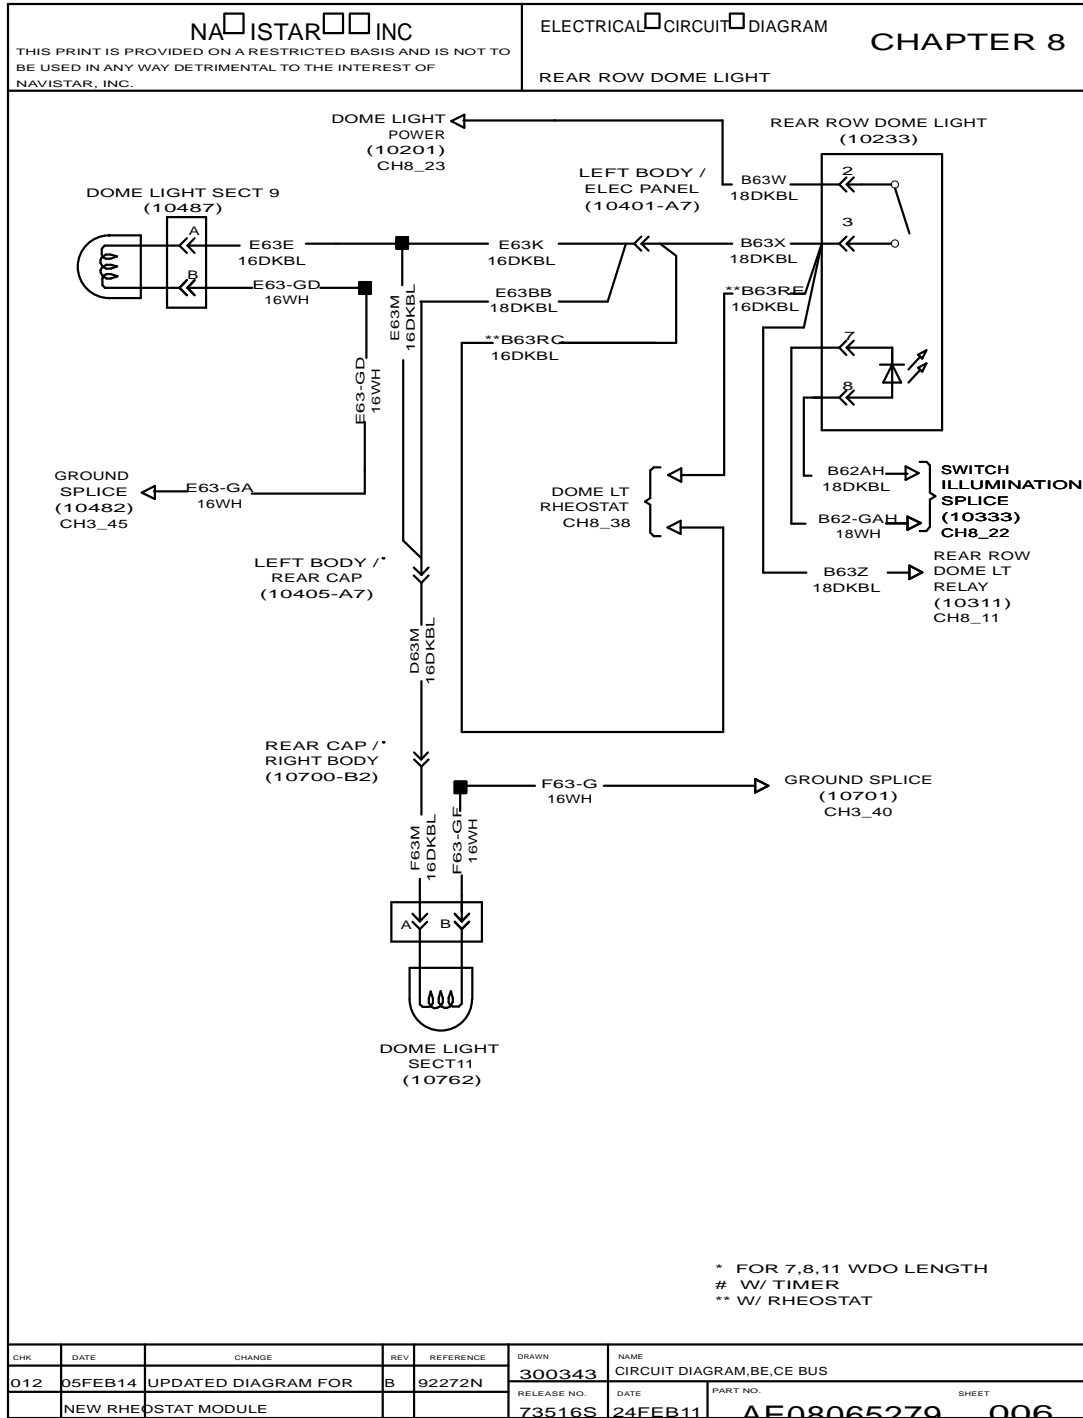 NA□ISTAR□□INC
THIS PRINT IS PROVIDED ON A RESTRICTED BASIS AND IS NOT TO
BE USED IN ANY WAY DETRIMENTAL TO THE INTEREST OF
NAVISTAR, INC.
ELECTRICAL□CIRCUIT□DIAGRAM
CHAPTER 8
REAR ROW DOME LIGHT
DOME LIGHT
POWER
(10201)
CH8_23
REAR ROW DOME LIGHT
(10233)
LEFT BODY /
ELEC PANEL
(10401-A7)
B63W
18DKBL
2
DOME LIGHT SECT 9
(10487)
A
E63E
16DKBL
E63K
16DKBL
B63X
18DKBL
3
B
E63-GD
16WH
E63M
16DKBL
E63BB
18DKBL
**B63RE
16DKBL
**B63RC
16DKBL
7
8
E63-GD
16WH
GROUND
SPLICE
(10482)
CH3_45
E63-GA
16WH
DOME LT
RHEOSTAT
CH8_38
B62AH
18DKBL
B62-GAH
18WH
SWITCH
ILLUMINATION
SPLICE
(10333)
CH8_22
B63Z
18DKBL
REAR ROW
DOME LT
RELAY
(10311)
CH8_11
LEFT BODY /*
REAR CAP
(10405-A7)
D63M
16DKBL
REAR CAP /*
RIGHT BODY
(10700-B2)
F63-G
16WH
GROUND SPLICE
(10701)
CH3_40
F63M
16DKBL
F63-GF
16WH
A
B
DOME LIGHT
SECT11
(10762)
* FOR 7,8,11 WDO LENGTH
# W/ TIMER
** W/ RHEOSTAT
CHK DATE CHANGE REV REFERENCE
012 05FEB14 UPDATED DIAGRAM FOR B 92272N
NEW RHEOSTAT MODULE
DRAWN
300343
NAME
CIRCUIT DIAGRAM,BE,CE BUS
RELEASE NO.
73516S
DATE
24FEB11
PART NO.
AE08065279
SHEET
006